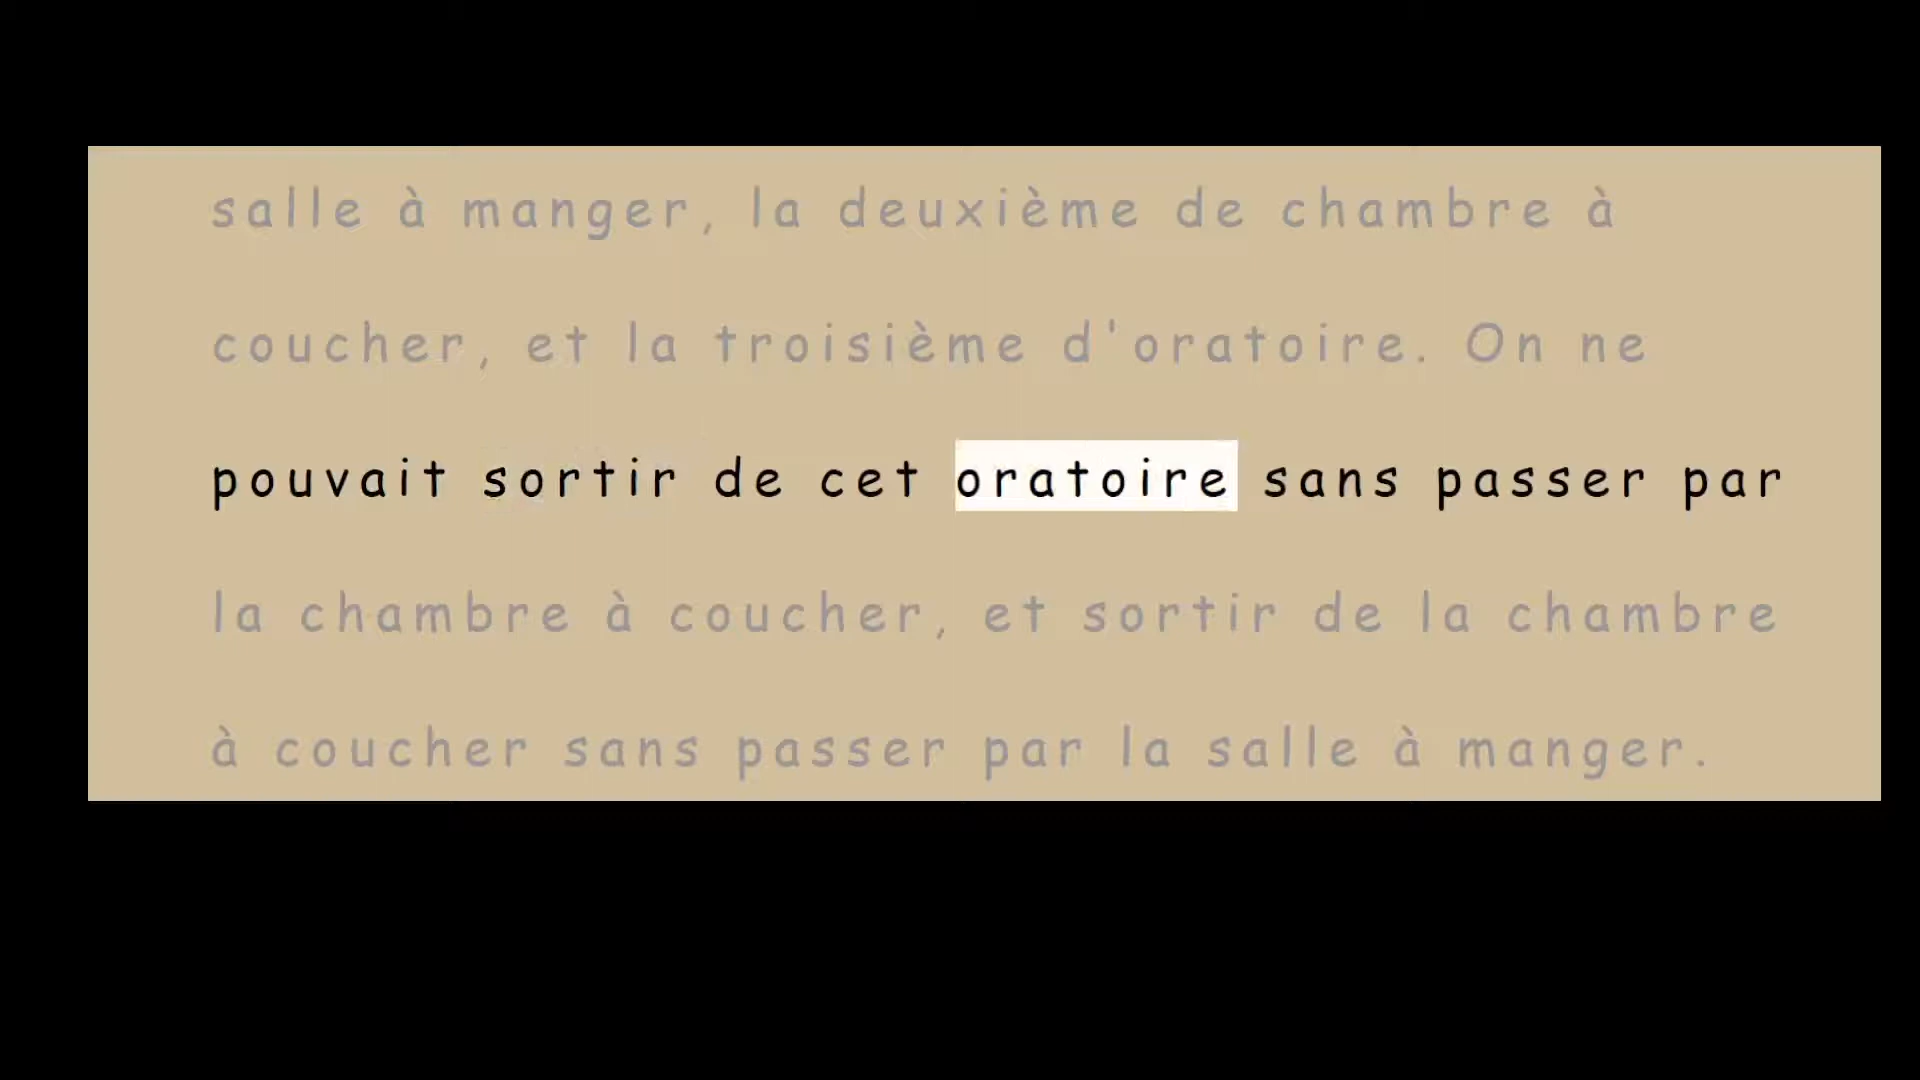 salle à manger, la deuxième de chambre à
coucher, et la troisième d'oratoire. On ne
pouvait sortir de cet oratoire sans passer par
la chambre à coucher, et sortir de la chambre
à coucher sans passer par la salle à manger.